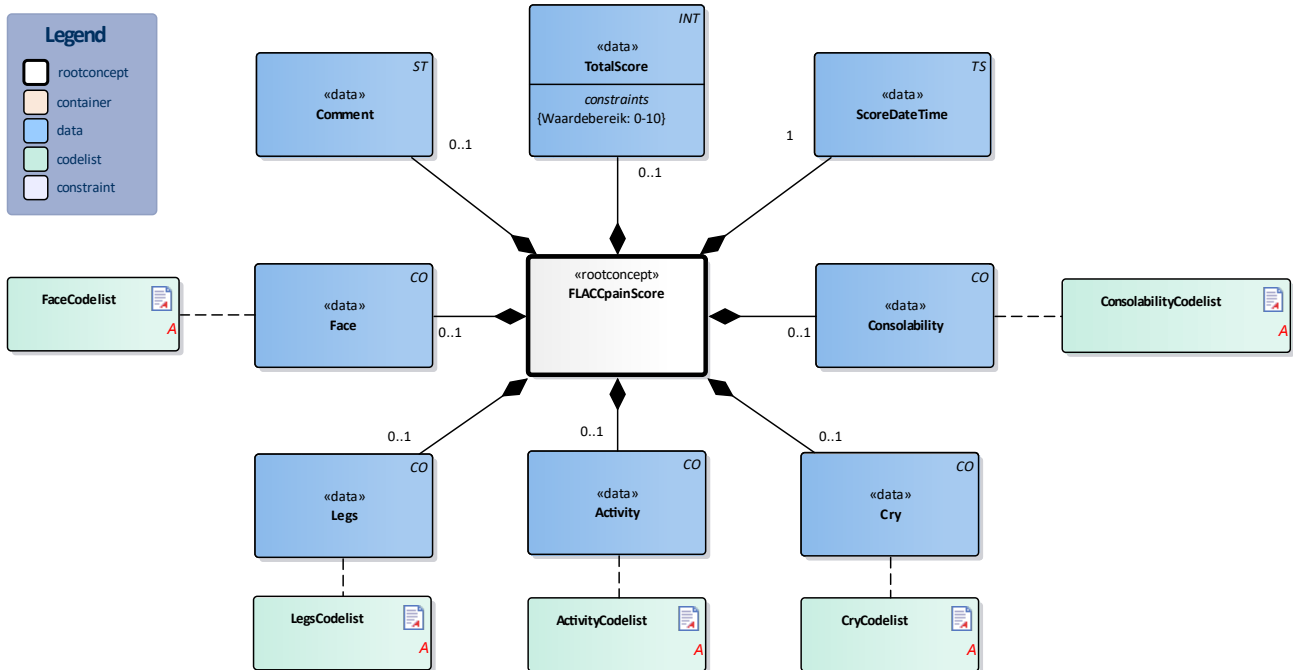 Legend
rootconcept
container
data
codelist
constraint
ST
«data»
Comment
0..1
INT
«data»
TotalScore
constraints
{Waardebereik: 0-10}
0..1
TS
«data»
ScoreDateTime
1
FaceCodelist
A
CO
«data»
Face
0..1
«rootconcept»
FLACCpainScore
CO
«data»
Consolability
0..1
ConsolabilityCodelist
A
0..1
CO
«data»
Legs
0..1
CO
«data»
Activity
0..1
CO
«data»
Cry
LegsCodelist
A
ActivityCodelist
A
CryCodelist
A